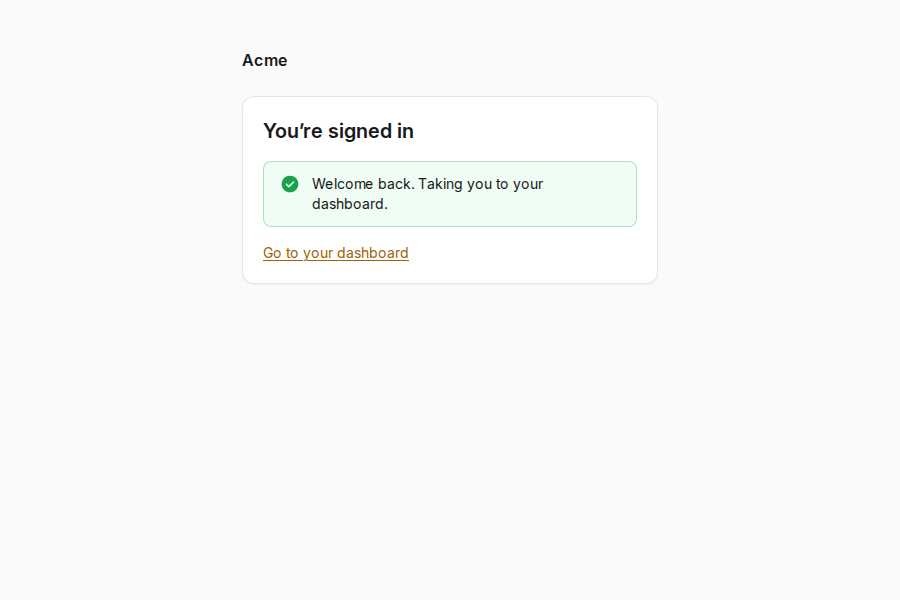 Acme
You’re signed in
Welcome back. Taking you to your
dashboard.
Go to your dashboard